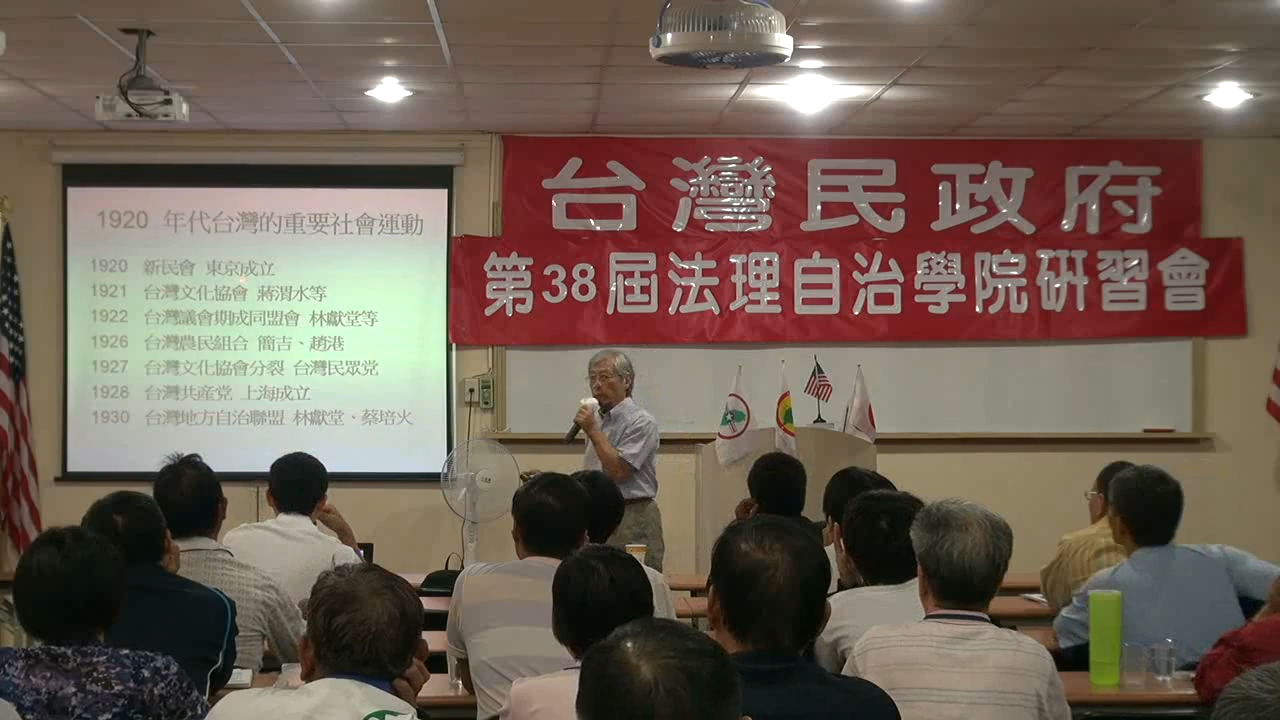 台灣民政府
第38屆法理自治學院研習會
1920 年代台灣的重要社會運動
1920 新民會 東京成立
1921 台灣文化協會 蔣渭水等
1922 台灣議會期成同盟會 林獻堂等
1926 台灣農民組合 簡吉、趙港
1927 台灣文化協會分裂 台灣民眾党
1928 台灣共産党 上海成立
1930 台灣地方自治聯盟 林獻堂、蔡培火